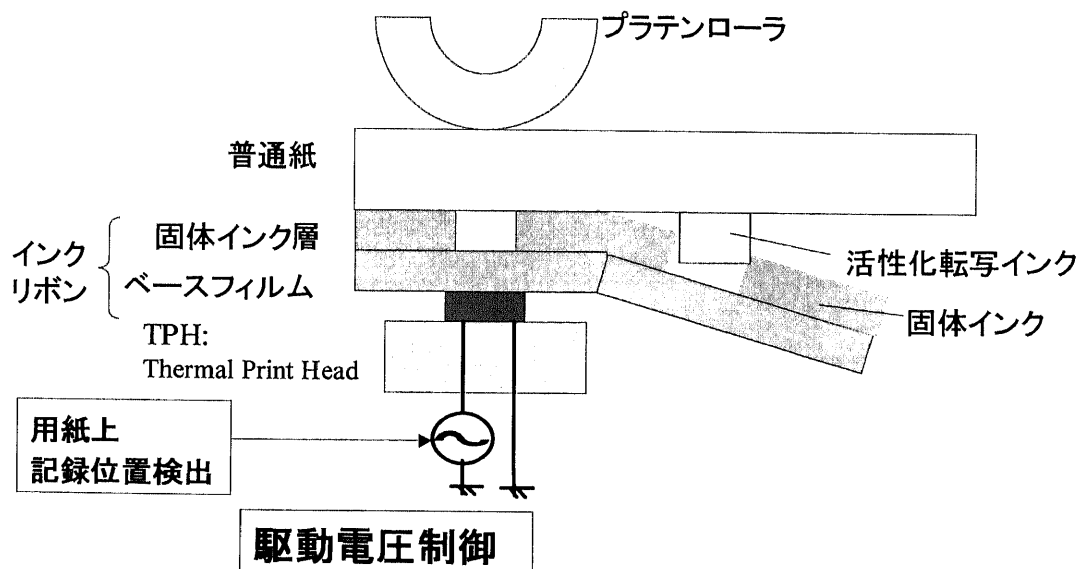 プラテンローラ
普通紙
固体インク層
インク
リボン
ベースフィルム
活性化転写インク
固体インク
TPH:
Thermal Print Head
用紙上
記録位置検出
駆動電圧制御